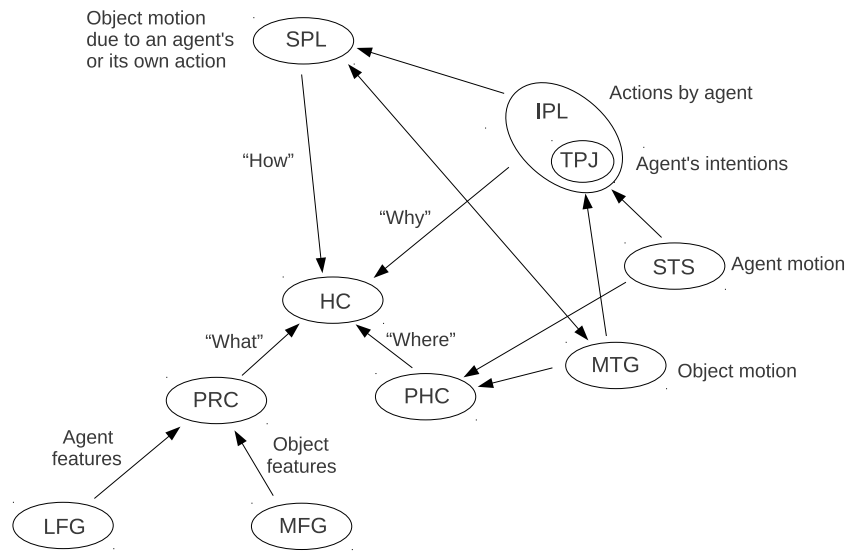 Object motion
due to an agent's
or its own action
SPL
IPL
Actions by agent
TPJ
Agent's intentions
“How”
“Why”
STS
Agent motion
HC
“What”
“Where”
MTG
Object motion
PRC
PHC
Agent
features
Object
features
LFG
MFG